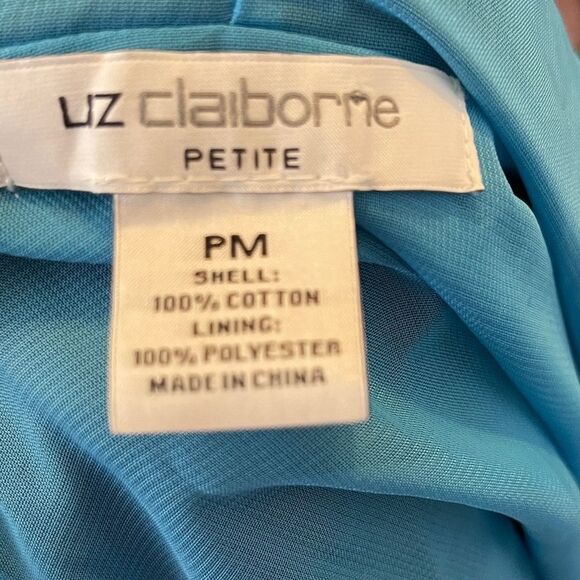 LIZ claiborne
PETITE
PM
SHELL:
100% COTTON
LINING:
100% POLYESTER
MADE IN CHINA